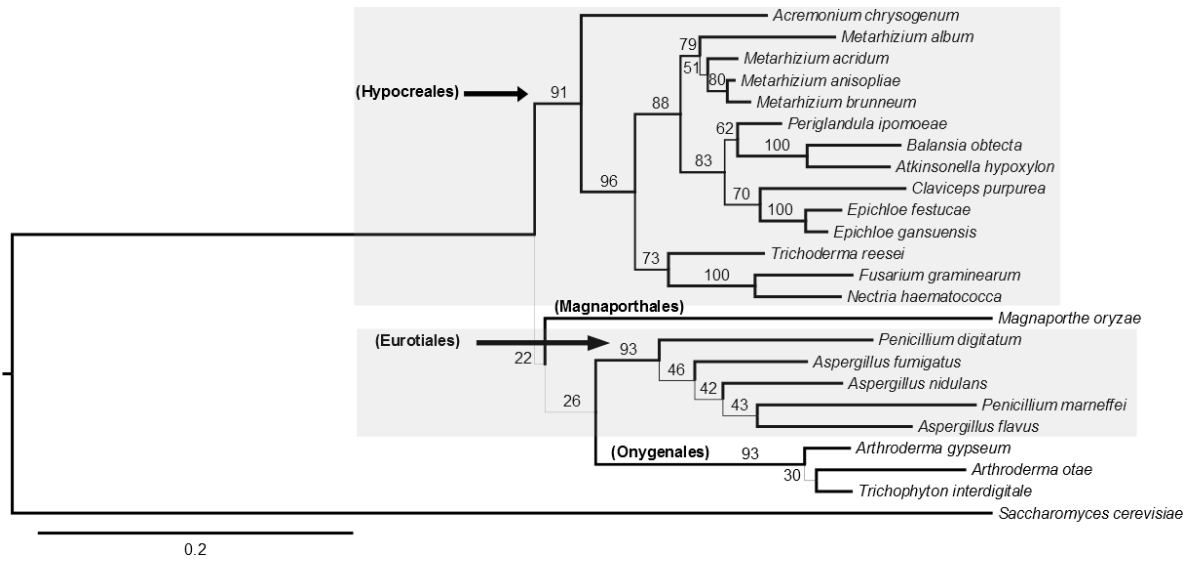 Acremonium chrysogenum
Metarhizium album
79
Metarhizium acridum
51
80
Metarhizium anisopliae
(Hypocreales)
91
Metarhizium brunneum
88
Periglandula ipomoeae
62
100
Balansia obtecta
83
Atkinsonella hypoxylon
96
Claviceps purpurea
70
100
Epichloe festucae
Epichloe gansuensis
Trichoderma reesei
73
100
Fusarium graminearum
Nectria haematococca
(Magnaporthales)
Magnaporthe oryzae
(Eurotiales)
93
Penicillium digitatum
22
46
Aspergillus fumigatus
42
Aspergillus nidulans
26
43
Penicillium marneffei
Aspergillus flavus
(Onygenales)
93
Arthroderma gypseum
30
Arthroderma otae
Trichophyton interdigitale
Saccharomyces cerevisiae
0.2